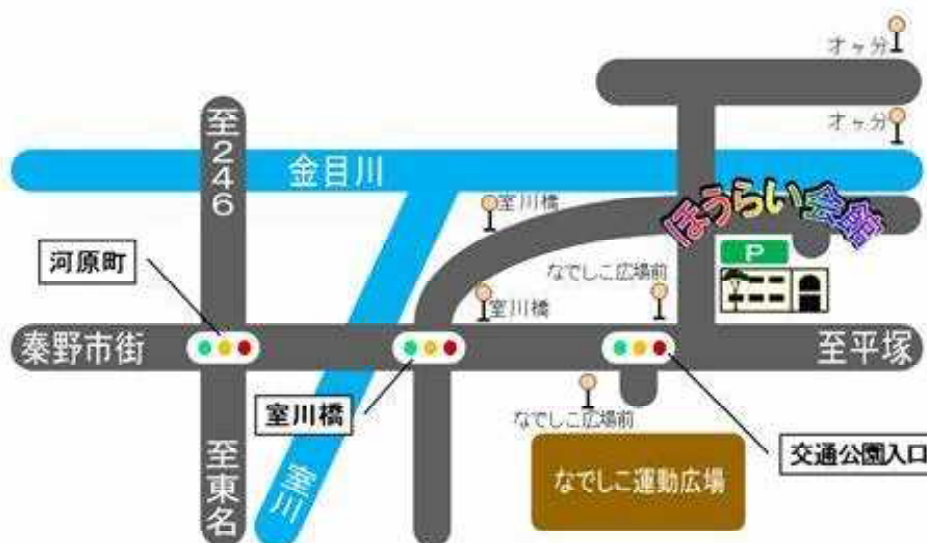 才ヶ分
才ヶ分
至246
金目川
室川橋
ほうらい会館
P
河原町
なでしこ広場前
室川橋
秦野市街
至平塚
室川橋
なでしこ広場前
交通公園入口
至東名
室川
なでしこ運動広場